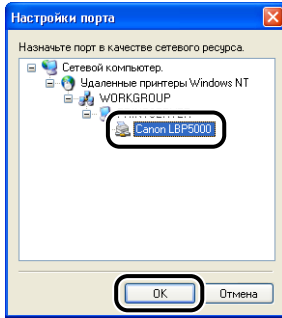 Настройки порта
Назначьте порт в качестве сетевого ресурса.
Сетевой компьютер.
Удаленные принтеры Windows NT
WORKGROUP
Canon LBP5000
OK
Отмена